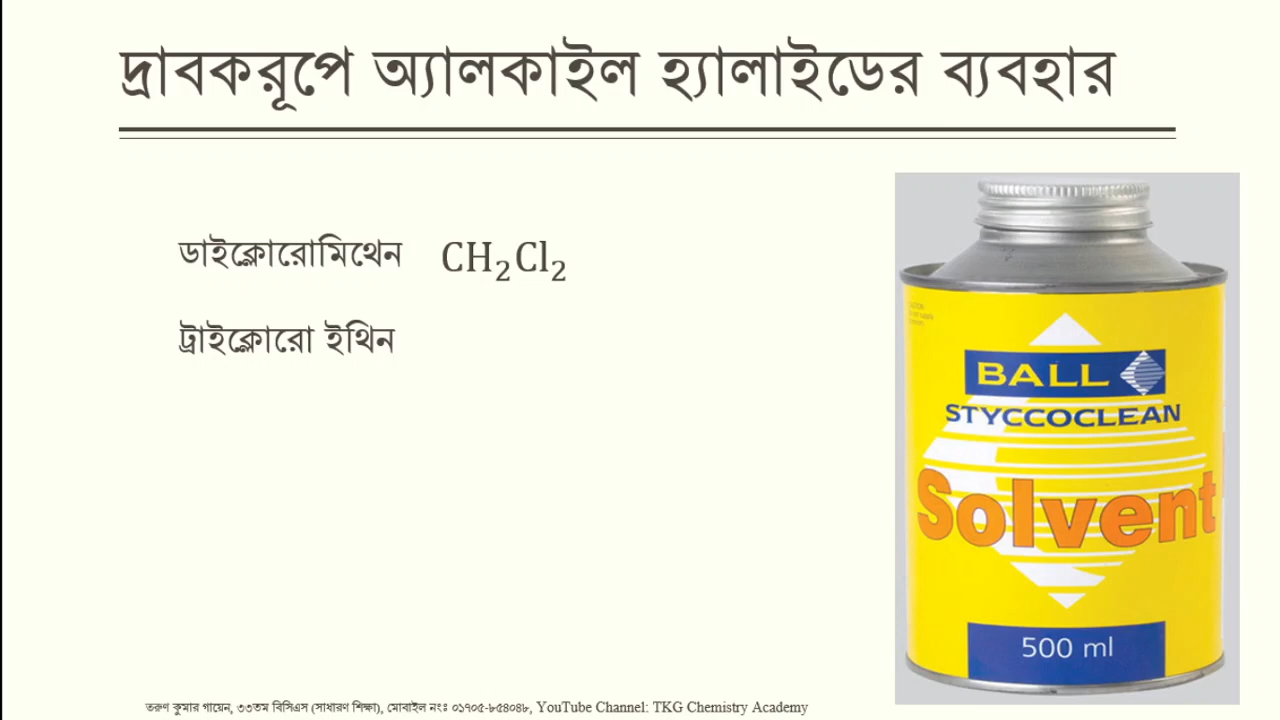 দ্রাবকরূপে অ্যালকাইল হ্যালাইডের ব্যবহার
ডাইক্লোরোমিথেন CH₂Cl₂
ট্রাইক্লোরো ইথিন
BALL
STYCCOCLEAN
Solvent
500 ml
তরুণ কুমার গায়েন, ৩৩তম বিসিএস (সাধারণ শিক্ষা), মোবাইল নংঃ ০১৭০৫-৮৫৪০৪৮, YouTube Channel: TKG Chemistry Academy